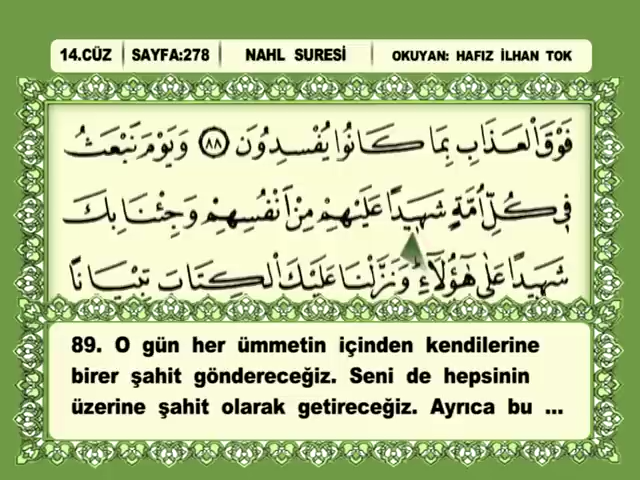 14.CÜZ SAYFA:278 NAHL SURESİ OKUYAN: HAFIZ İLHAN TOK
فَوْقَ الْعَذَابِ بِمَا كَانُوا يُفْسِدُونَ ﴿٨٨﴾ وَيَوْمَ نَبْعَثُ
فِي كُلِّ اُمَّةٍ شَهِيدًا عَلَيْهِمْ مِنْ اَنْفُسِهِمْ وَجِئْنَا بِكَ
شَهِيدًا عَلٰى هٰٓؤُلَٓاءِ وَنَزَّلْنَا عَلَيْكَ الْكِتَابَ تِبْيَانًا
89. O gün her ümmetin içinden kendilerine
birer şahit göndereceğiz. Seni de hepsinin
üzerine şahit olarak getireceğiz. Ayrıca bu ...